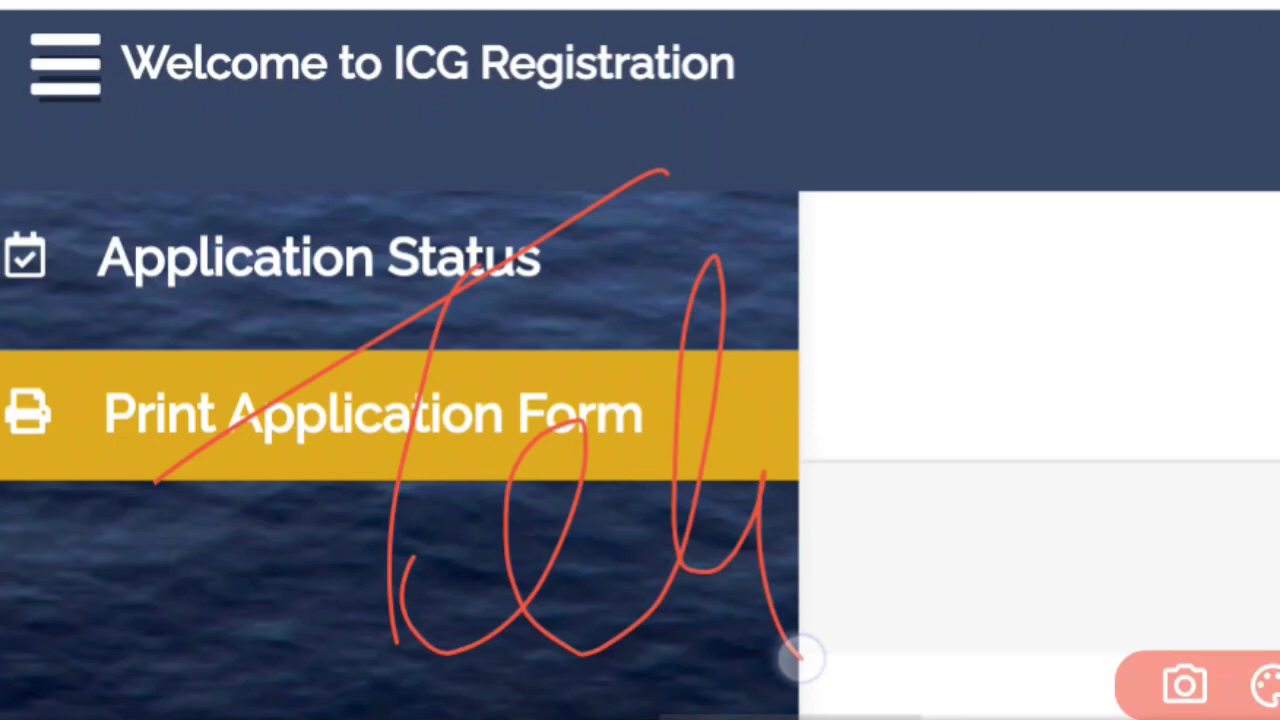 Welcome to ICG Registration
Application Status
Print Application Form